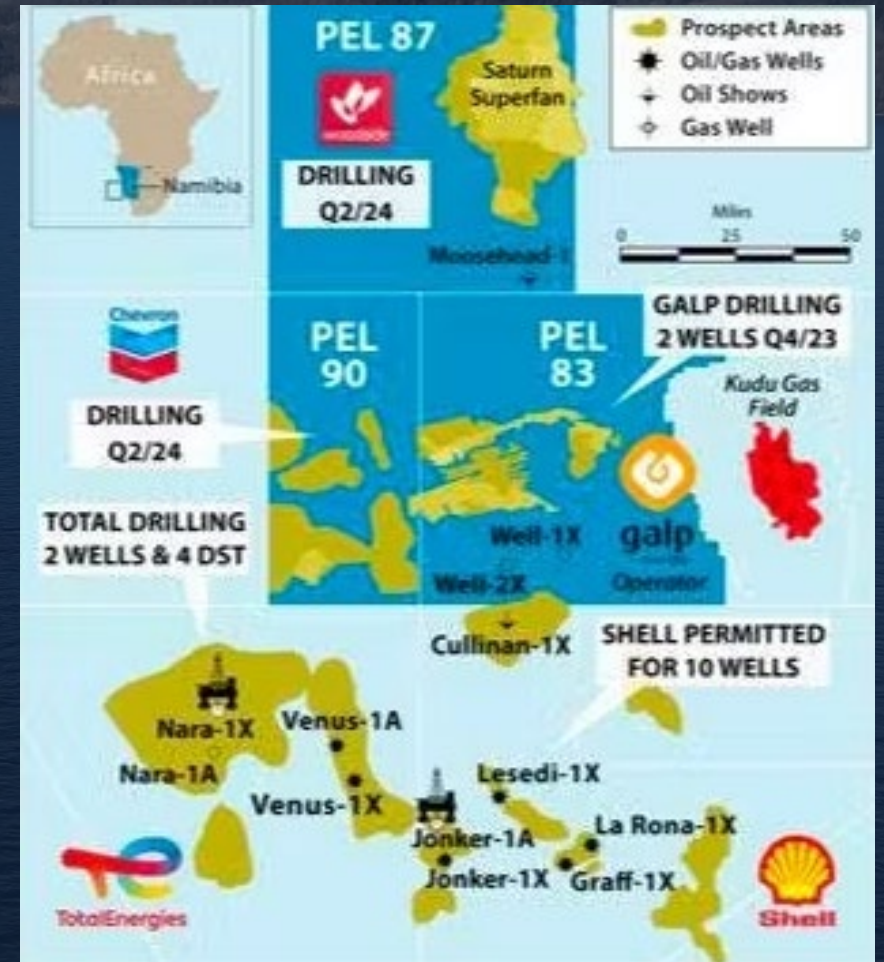 Africa
Namibia
PEL 87
woodside
DRILLING
Q2/24
Saturn
Superfan
Moosehead-1
Prospect Areas
Oil/Gas Wells
Oil Shows
Gas Well
Miles
0 25 50
Chevron
DRILLING
Q2/24
PEL
90
PEL
83
GALP DRILLING
2 WELLS Q4/23
Kudu Gas
Field
TOTAL DRILLING
2 WELLS & 4 DST
Well-1X
Well-2X
galp
Operator
Cullinan-1X
SHELL PERMITTED
FOR 10 WELLS
Nara-1X
Venus-1A
Nara-1A
Venus-1X
Lesedi-1X
Jonker-1A
La Rona-1X
Jonker-1X
Graff-1X
TotalEnergies
Shell